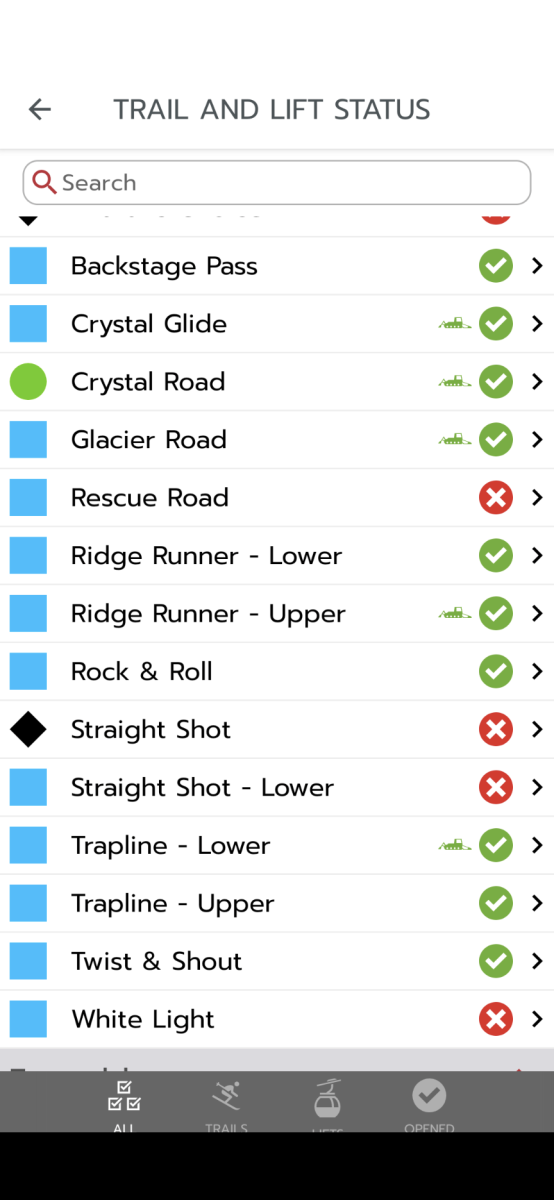 TRAIL AND LIFT STATUS
Search
Backstage Pass
Crystal Glide
Crystal Road
Glacier Road
Rescue Road
Ridge Runner - Lower
Ridge Runner - Upper
Rock & Roll
Straight Shot
Straight Shot - Lower
Trapline - Lower
Trapline - Upper
Twist & Shout
White Light
ALL TRAILS LIFTS OPENED